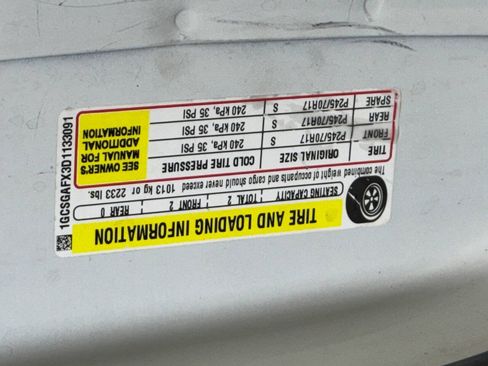 TIRE AND LOADING INFORMATION
SEATING CAPACITY TOTAL 2 FRONT 2 REAR 0
The combined weight of occupants and cargo should never exceed 1013 kg or 2233 lbs.
TIRE ORIGINAL SIZE COLD TIRE PRESSURE
FRONT P245/70R17 S 240 kPa, 35 PSI
REAR P245/70R17 S 240 kPa, 35 PSI
SPARE P245/70R17 S 240 kPa, 35 PSI
SEE OWNER'S
MANUAL FOR
ADDITIONAL
INFORMATION
1GCSGAFX3D1133091